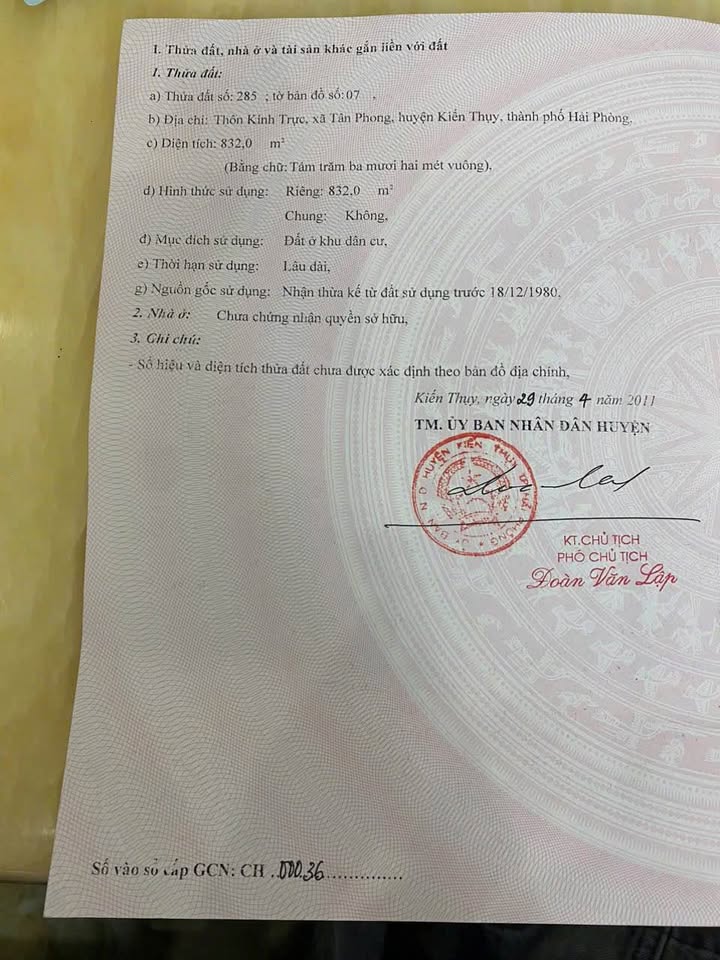 I. Thửa đất, nhà ở và tài sản khác gắn liền với đất
1. Thửa đất:
a) Thửa đất số: 285 ; tờ bản đồ số: 07 .
b) Địa chỉ: Thôn Kính Trực, xã Tân Phong, huyện Kiến Thụy, thành phố Hải Phòng,
c) Diện tích: 832,0 m²
(Bằng chữ: Tám trăm ba mươi hai mét vuông),
d) Hình thức sử dụng: Riêng: 832,0 m²
Chung: Không,
đ) Mục đích sử dụng: Đất ở khu dân cư,
e) Thời hạn sử dụng: Lâu dài,
g) Nguồn gốc sử dụng: Nhận thừa kế từ đất sử dụng trước 18/12/1980,
2. Nhà ở: Chưa chứng nhận quyền sở hữu,
3. Ghi chú:
- Số hiệu và diện tích thửa đất chưa được xác định theo bản đồ địa chính,
Kiến Thụy, ngày 29 tháng 4 năm 2011
TM. ỦY BAN NHÂN DÂN HUYỆN
KT.CHỦ TỊCH
PHÓ CHỦ TỊCH
Đoàn Văn Lập
Số vào sổ cấp GCN: CH .00036..............